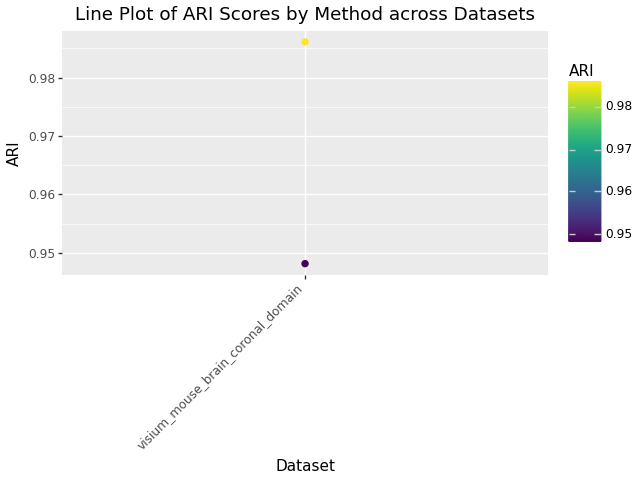 Line Plot of ARI Scores by Method across Datasets
ARI
0.98
0.97
0.96
0.95
visium_mouse_brain_coronal_domain
Dataset
ARI
0.98
0.97
0.96
0.95